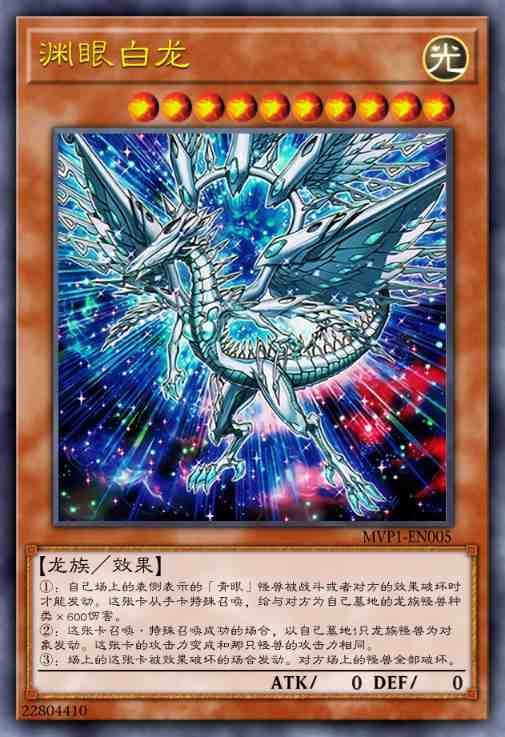 渊眼白龙
光
MVP1-EN005
【龙族／效果】
①：自己场上的表侧表示的「青眼」怪兽被战斗或者对方的效果破坏时
才能发动。这张卡从手卡特殊召唤，给与对方为自己墓地的龙族怪兽种
类×600伤害。
②：这张卡召唤·特殊召唤成功的场合，以自己墓地1只龙族怪兽为对
象发动。这张卡的攻击力变成和那只怪兽的攻击力相同。
③：场上的这张卡被效果破坏的场合发动。对方场上的怪兽全部破坏。
ATK/ 0 DEF/ 0
22804410